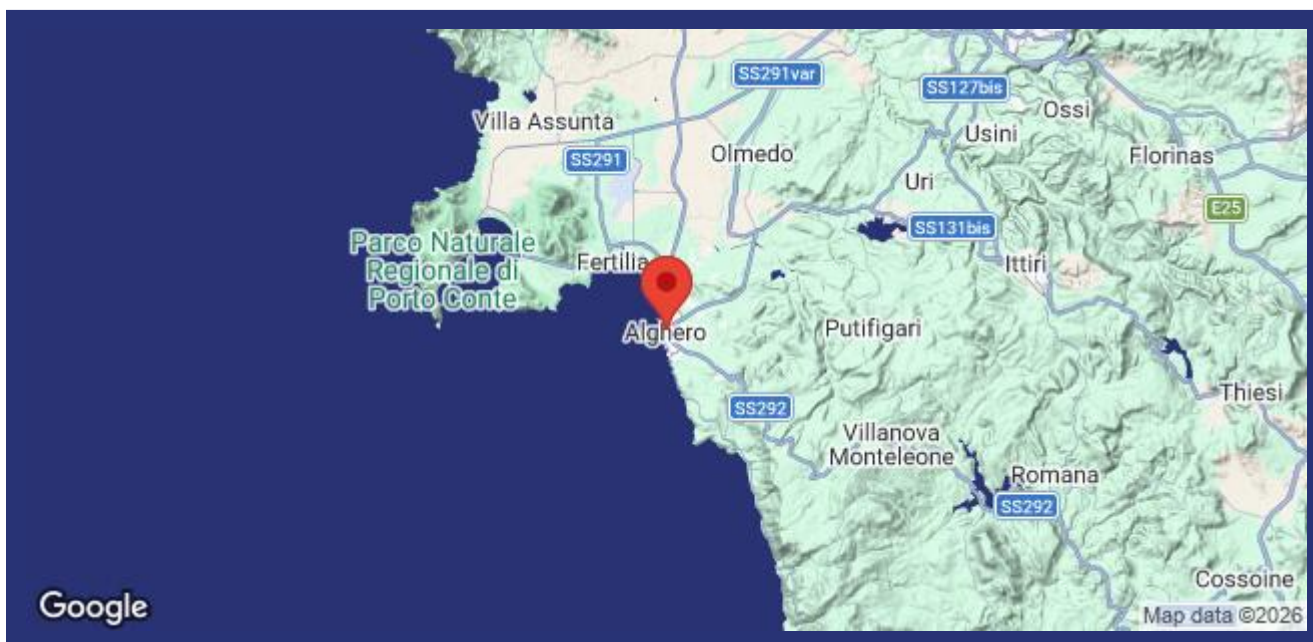 SS291var
SS127bis
Ossi
Villa Assunta
Usini
SS291
Olmedo
Florinas
Uri
E25
SS131bis
Parco Naturale
Regionale di
Porto Conte
Fertilia
Ittiri
Alghero
Putifigari
Thiesi
SS292
Villanova
Monteleone
Romana
SS292
Cossoine
Google
Map data ©2026